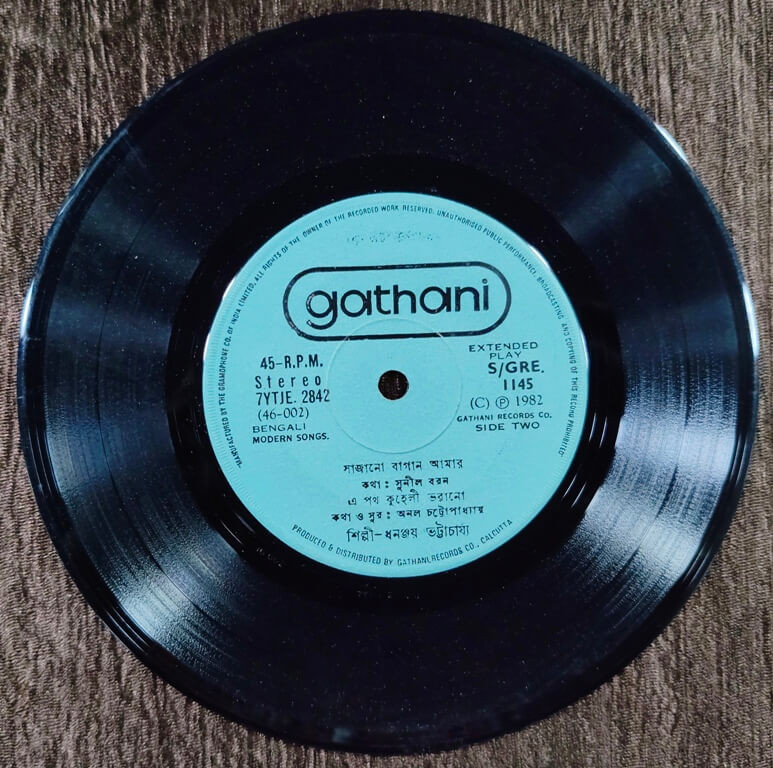 "MANUFACTURED BY THE GRAMOPHONE CO. OF INDIA LIMITED. ALL RIGHTS OF THE OWNER OF THE RECORDED WORK RESERVED. UNAUTHORISED PUBLIC PERFORMANCE, BROADCASTING AND COPYING OF THIS RECORD PROHIBITED"
gathani
45-R.P.M.
Stereo
7YTJE. 2842
(46-002)
BENGALI
MODERN SONGS.
EXTENDED
PLAY
S/GRE.
1145
(C) Ⓟ 1982
GATHANI RECORDS CO.
SIDE TWO
সাজানো বাগান আমার
কথা : সুনীল বরন
এ পথ কুহেলী ভরানো
কথা ও সুর : অনল চট্টোপাধ্যায়
শিল্পী-ধনঞ্জয় ভট্টাচার্য্য
PRODUCED & DISTRIBUTED BY GATHANI RECORDS CO., CALCUTTA